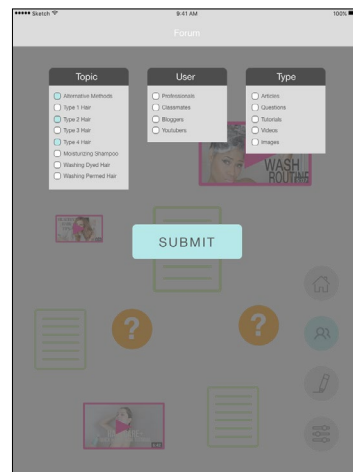 Sketch
9:41 AM
100%
Forum
Topic
Alternative Methods
Type 1 Hair
Type 2 Hair
Type 3 Hair
Type 4 Hair
Moisturizing Shampoo
Washing Dyed Hair
Washing Permed Hair
User
Professionals
Classmates
Bloggers
Youtubers
Type
Articles
Questions
Tutorials
Videos
Images
WASH
ROUTINE
SUBMIT
?
?